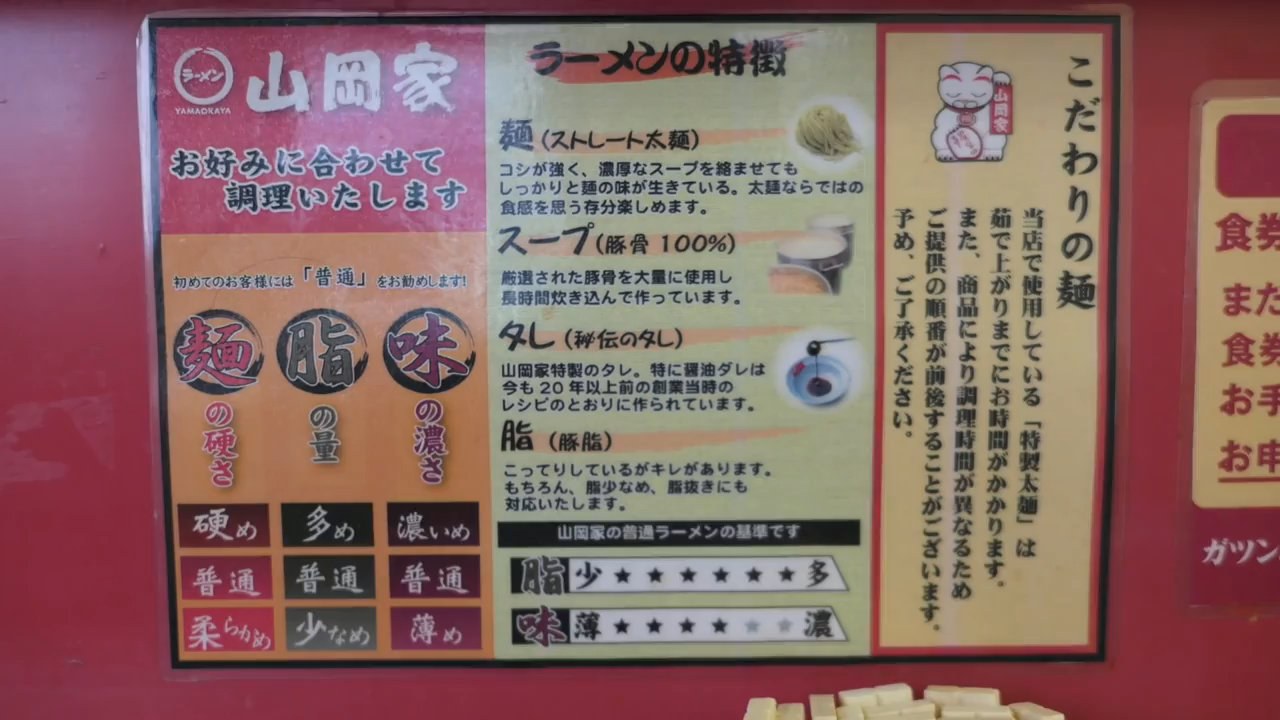 ラーメン
YAMAOKAYA
山岡家
お好みに合わせて
調理いたします
初めてのお客様には「普通」をお勧めします!
麺の硬さ
脂の量
味の濃さ
硬め 多め 濃いめ
普通 普通 普通
柔らかめ 少なめ 薄め
ラーメンの特徴
麺(ストレート太麺)
コシが強く、濃厚なスープを絡ませても
しっかりと麺の味が生きている。太麺ならではの
食感を思う存分楽しめます。
スープ(豚骨 100%)
厳選された豚骨を大量に使用し
長時間炊き込んで作っています。
タレ(秘伝のタレ)
山岡家特製のタレ。特に醤油ダレは
今も20年以上前の創業当時の
レシピのとおりに作られています。
脂(豚脂)
こってりしているがキレがあります。
もちろん、脂少なめ、脂抜きにも
対応いたします。
山岡家の普通ラーメンの基準です
脂 少 ★ ★ ★ ★ ★ ★ 多
味 薄 ★ ★ ★ ★ ★ ★ 濃
こだわりの麺
山岡家
当店で使用している「特製太麺」は
茹で上がりまでにお時間がかかります。
また、商品により調理時間が異なるため
ご提供の順番が前後することがございます。
予め、ご了承ください。
食券
また
食券
お手
お申
ガツン